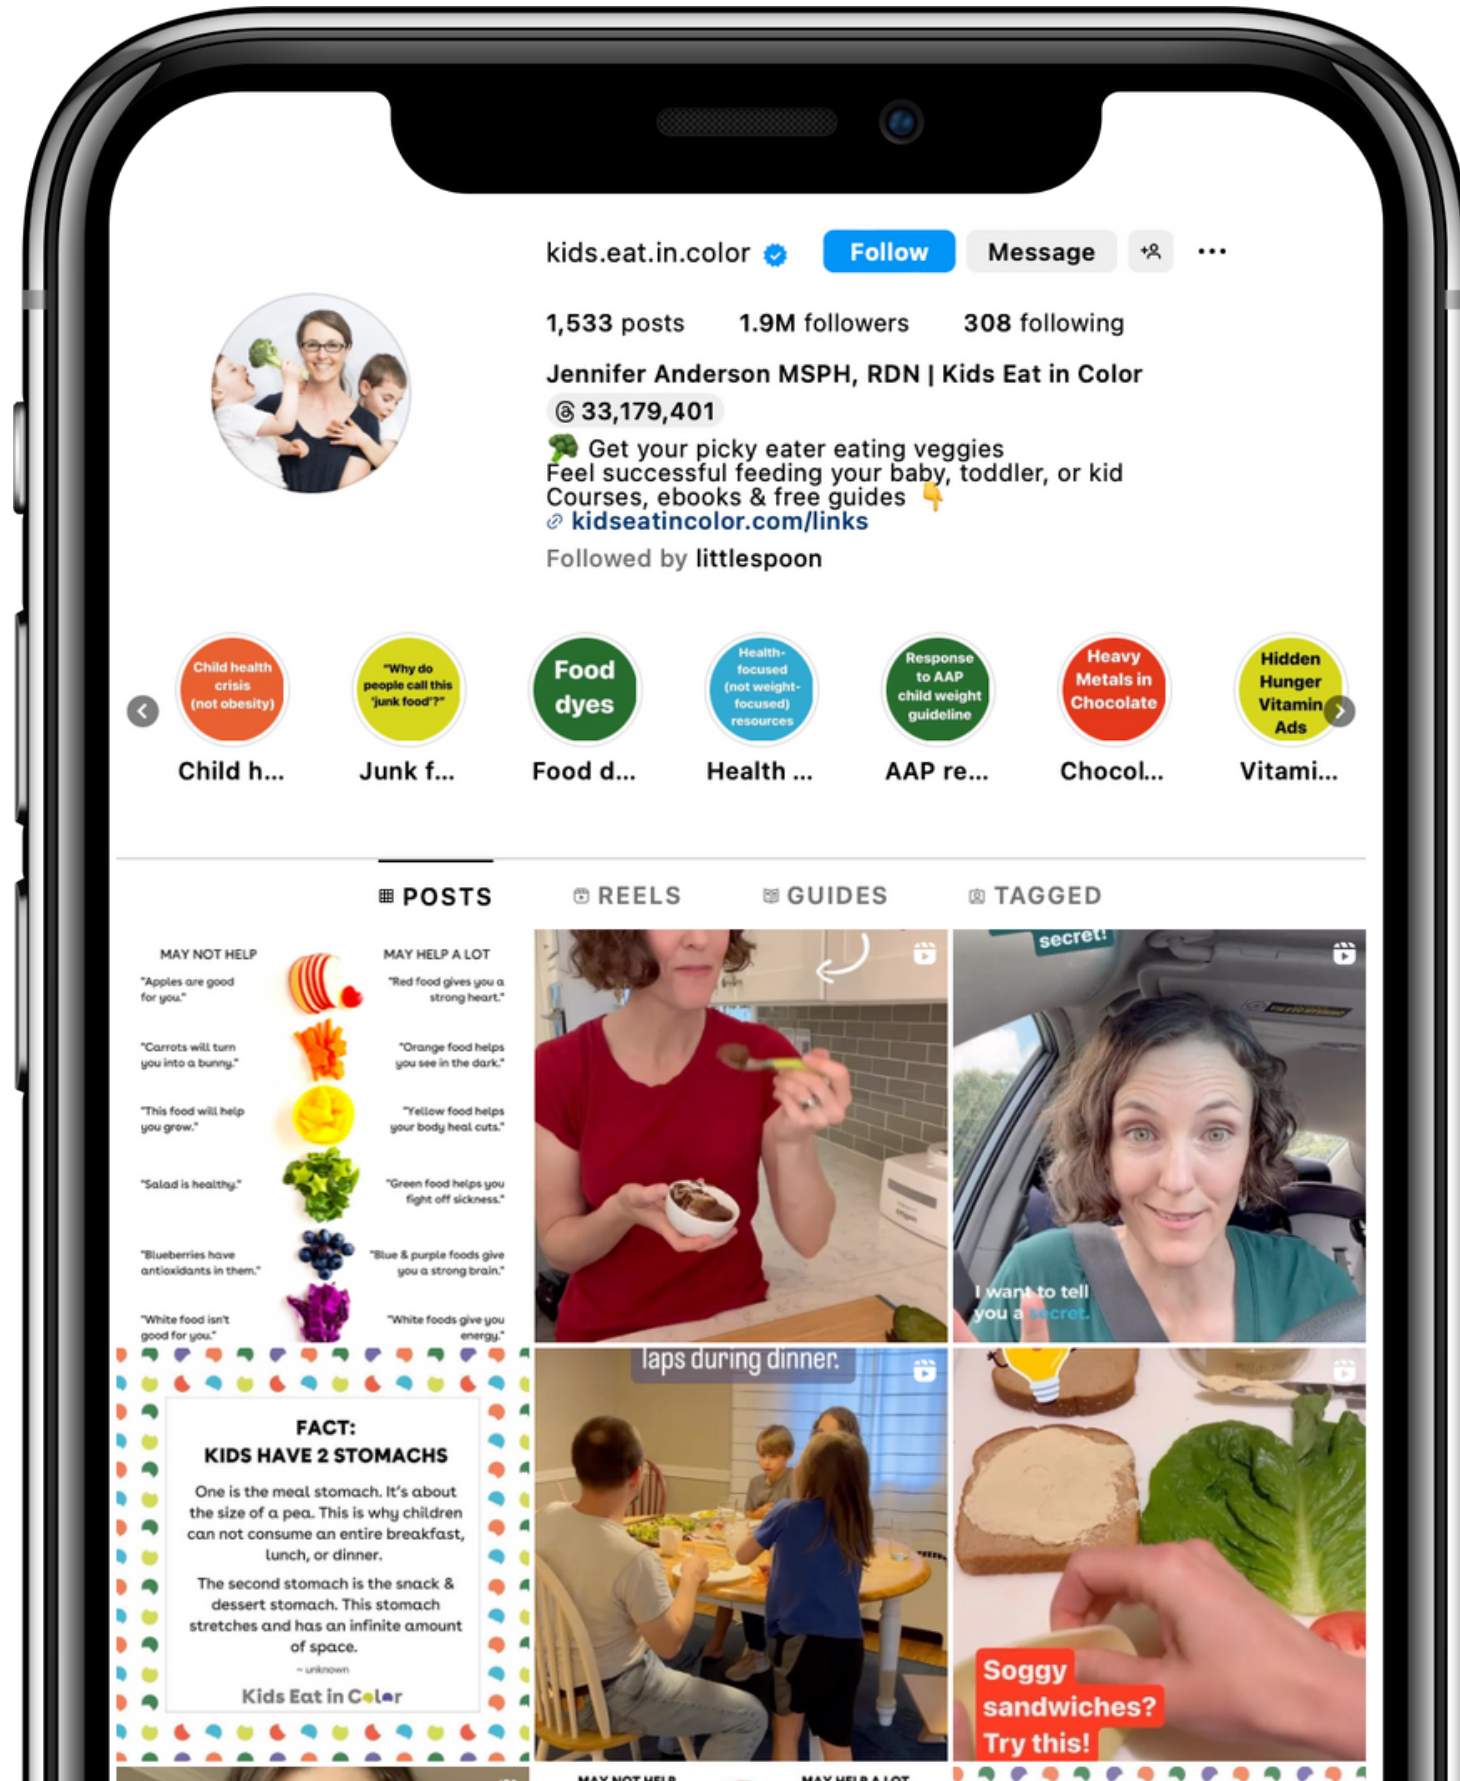 kids.eat.in.color
Follow
Message
1,533 posts
1.9M followers
308 following
Jennifer Anderson MSPH, RDN | Kids Eat in Color
33,179,401
🥦 Get your picky eater eating veggies
Feel successful feeding your baby, toddler, or kid
Courses, ebooks & free guides 👇
kidseatincolor.com/links
Followed by littlespoon
Child health
crisis
(not obesity)
"Why do
people call this
'junk food'?"
Food
dyes
Health-
focused
(not weight-
focused)
resources
Response
to AAP
child weight
guideline
Heavy
Metals in
Chocolate
Hidden
Hunger
Vitamin
Ads
Child h...
Junk f...
Food d...
Health ...
AAP re...
Chocol...
Vitami...
POSTS
REELS
GUIDES
TAGGED
MAY NOT HELP
MAY HELP A LOT
"Apples are good
for you."
"Red food gives you a
strong heart."
"Carrots will turn
you into a bunny."
"Orange food helps
you see in the dark."
"This food will help
you grow."
"Yellow food helps
your body heal cuts."
"Salad is healthy."
"Green food helps you
fight off sickness."
"Blueberries have
antioxidants in them."
"Blue & purple foods give
you a strong brain."
"White food isn't
good for you."
"White foods give you
energy."
secret!
I want to tell
you a secret.
FACT:
KIDS HAVE 2 STOMACHS
One is the meal stomach. It's about
the size of a pea. This is why children
can not consume an entire breakfast,
lunch, or dinner.
The second stomach is the snack &
dessert stomach. This stomach
stretches and has an infinite amount
of space.
~ unknown
Kids Eat in Color
laps during dinner.
Soggy
sandwiches?
Try this!
MAY NOT HELP
MAY HELP A LOT